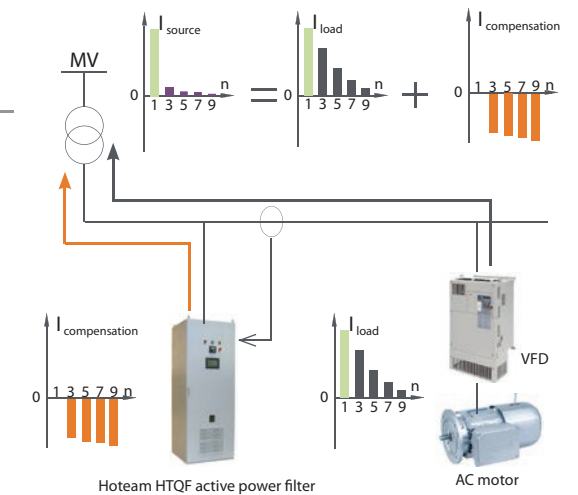 MV
I source
0
n
1 3 5 7 9
=
I load
0
n
1 3 5 7 9
+
I compensation
0
1 3 5 7 9 n
I compensation
0
1 3 5 7 9 n
I load
0
n
1 3 5 7 9
VFD
Hoteam HTQF active power filter
AC motor